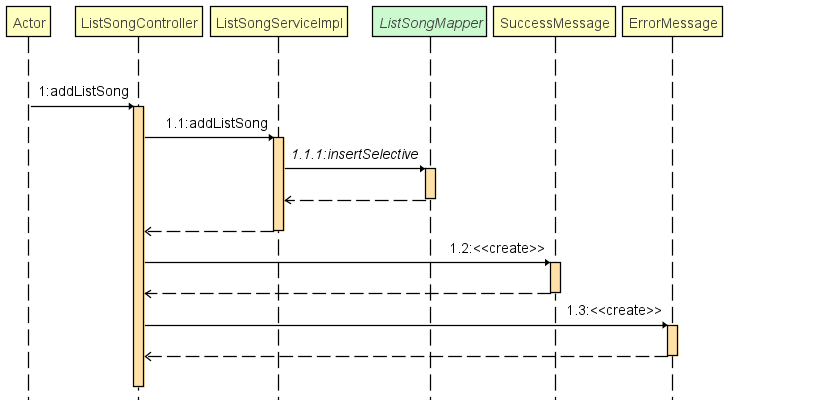 Actor ListSongController ListSongServiceImpl ListSongMapper SuccessMessage ErrorMessage
1:addListSong
1.1:addListSong
1.1.1:insertSelective
1.2:<<create>>
1.3:<<create>>